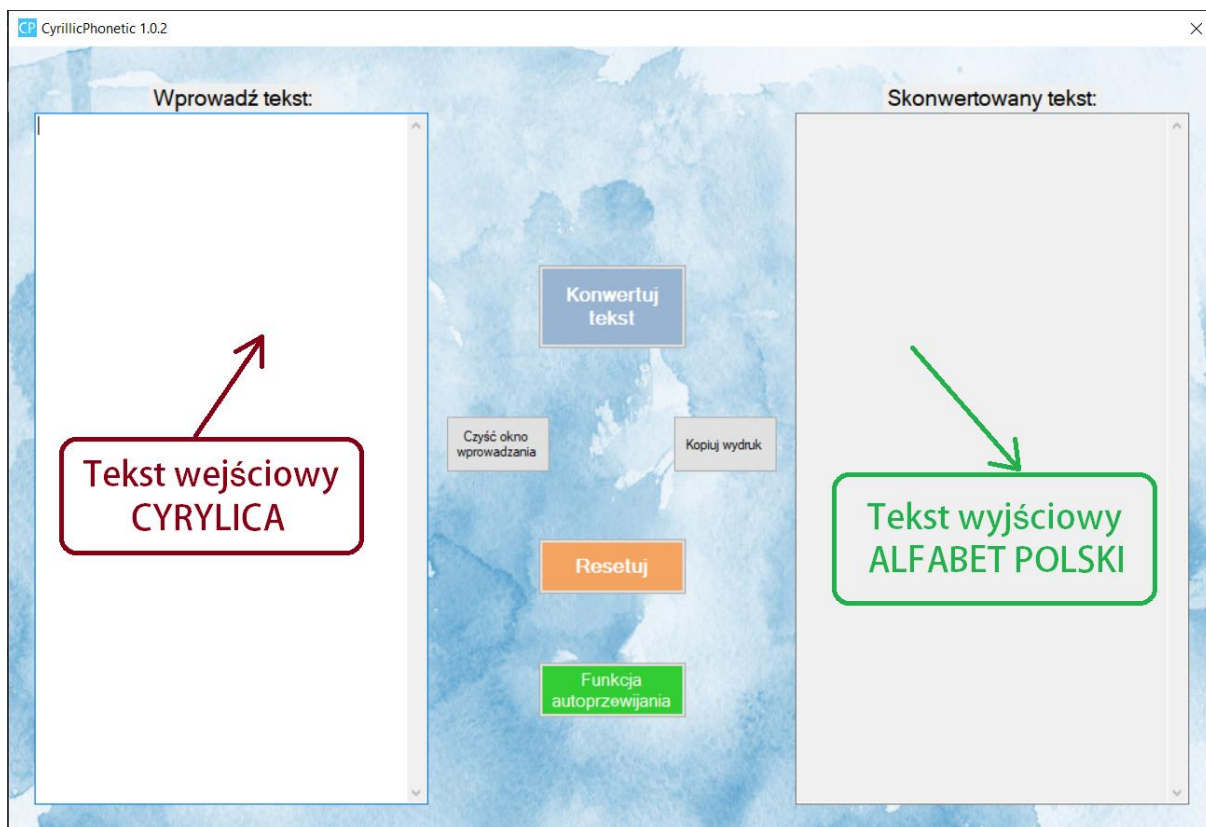 CP CyrillicPhonetic 1.0.2
Wprowadź tekst:
Skonwertowany tekst:
Konwertuj
tekst
Czyść okno
wprowadzania
Kopiuj wydruk
Tekst wejściowy
CYRYLICA
Tekst wyjściowy
ALFABET POLSKI
Resetuj
Funkcja
autoprzewijania